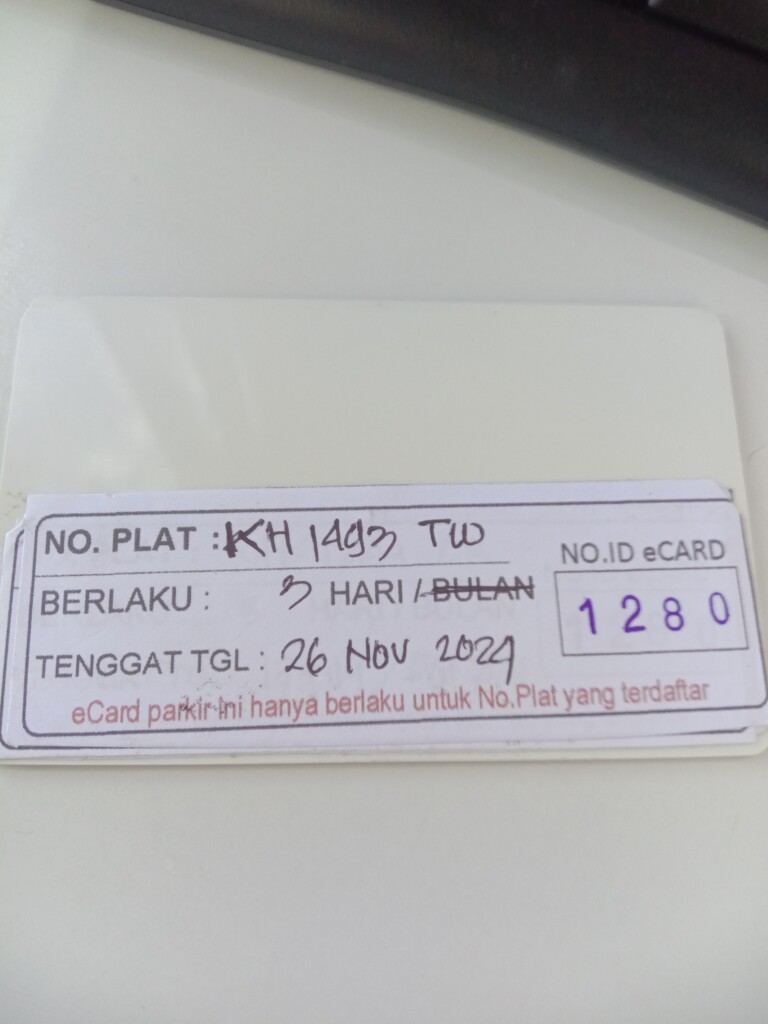 NO. PLAT : KH 1493 TW
BERLAKU : 3 HARI / BULAN
TENGGAT TGL : 26 NOV 2024
eCard parkir ini hanya berlaku untuk No.Plat yang terdaftar
NO.ID eCARD
1280